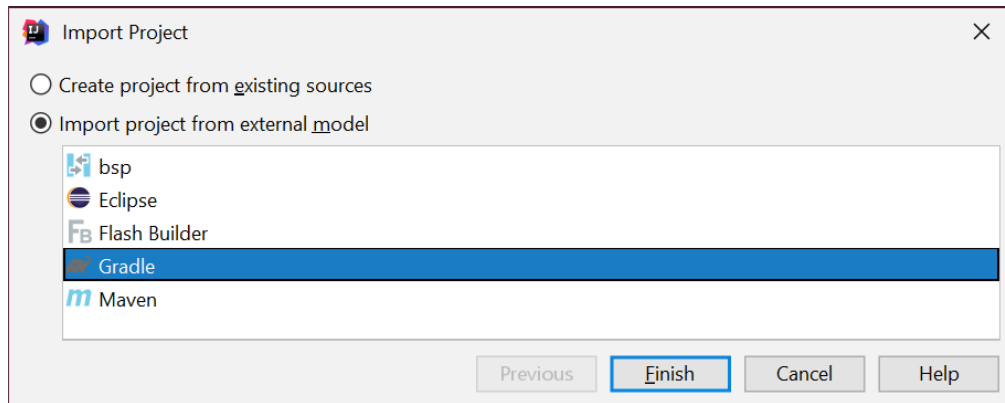 Import Project
Create project from existing sources
Import project from external model
bsp
Eclipse
Flash Builder
Gradle
Maven
Previous Finish Cancel Help